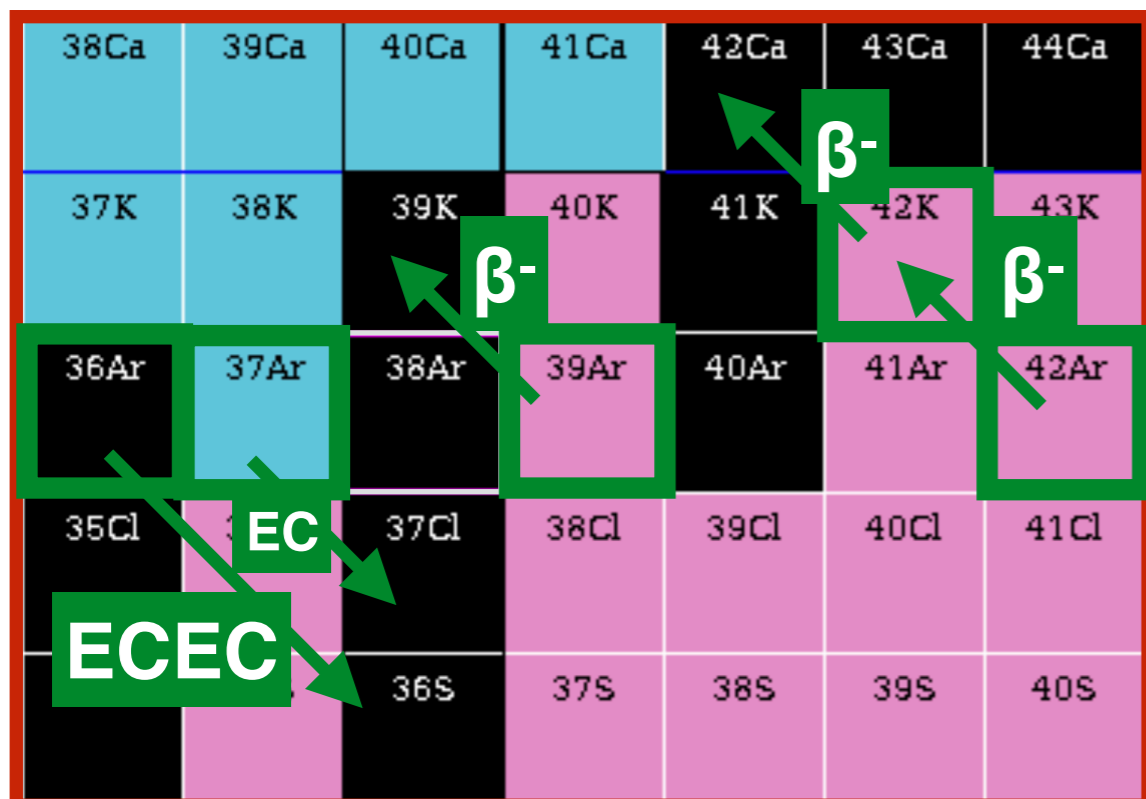 38Ca 39Ca 40Ca 41Ca 42Ca 43Ca 44Ca
β-
37K 38K 39K 40K 41K 42K 43K
β- β-
36Ar 37Ar 38Ar 39Ar 40Ar 41Ar 42Ar
35Cl EC 37Cl 38Cl 39Cl 40Cl 41Cl
ECEC
36S 37S 38S 39S 40S